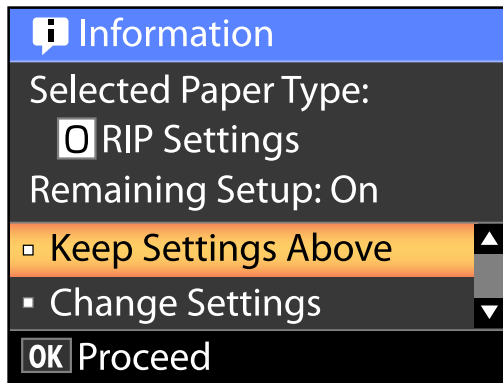 Information
Selected Paper Type:
0 RIP Settings
Remaining Setup: On
Keep Settings Above
Change Settings
OK Proceed